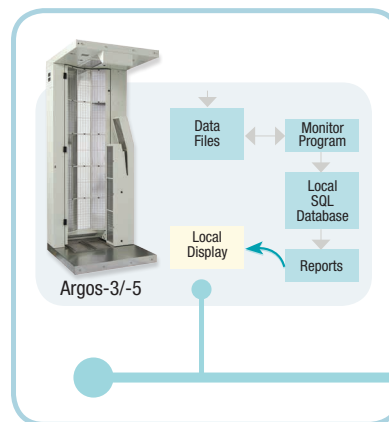 Data
Files
Monitor
Program
Local
SQL
Database
Local
Display
Reports
Argos-3/-5